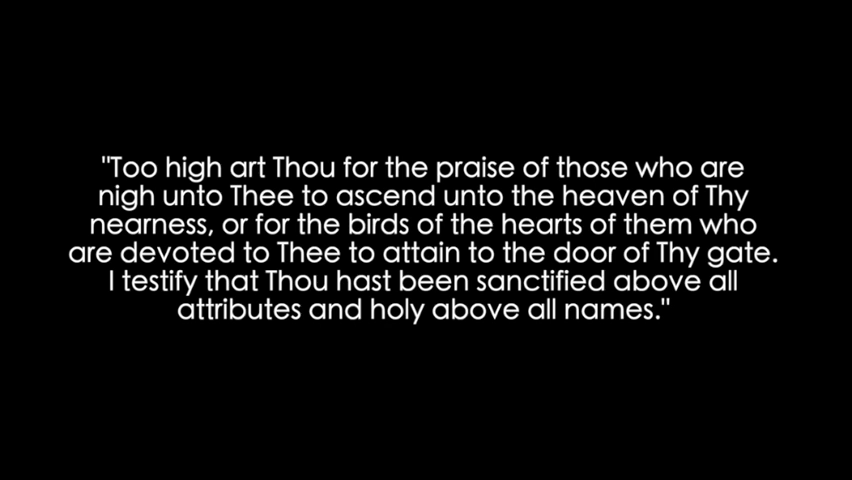 "Too high art Thou for the praise of those who are
nigh unto Thee to ascend unto the heaven of Thy
nearness, or for the birds of the hearts of them who
are devoted to Thee to attain to the door of Thy gate.
I testify that Thou hast been sanctified above all
attributes and holy above all names."